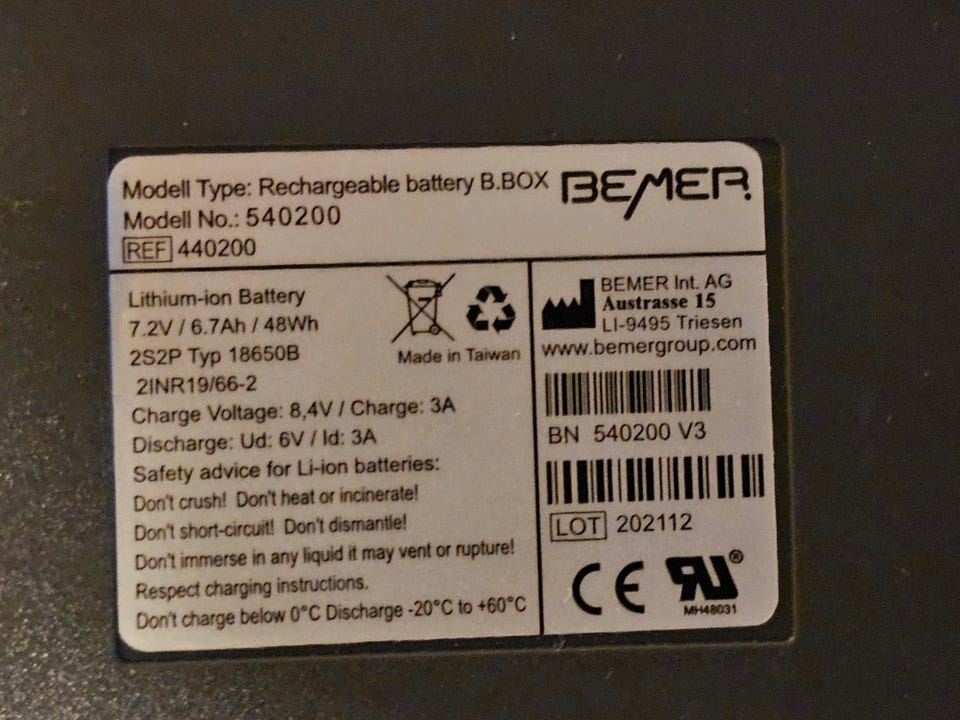 Modell Type: Rechargeable battery B.BOX
Modell No.: 540200
REF 440200
BEMER
Lithium-ion Battery
7.2V / 6.7Ah / 48Wh
2S2P Typ 18650B
2INR19/66-2
Made in Taiwan
Charge Voltage: 8,4V / Charge: 3A
Discharge: Ud: 6V / Id: 3A
Safety advice for Li-ion batteries:
Don't crush! Don't heat or incinerate!
Don't short-circuit! Don't dismantle!
Don't immerse in any liquid it may vent or rupture!
Respect charging instructions.
Don't charge below 0°C Discharge -20°C to +60°C
BEMER Int. AG
Austrasse 15
LI-9495 Triesen
www.bemergroup.com
BN 540200 V3
LOT 202112
CE RU®
MH48031